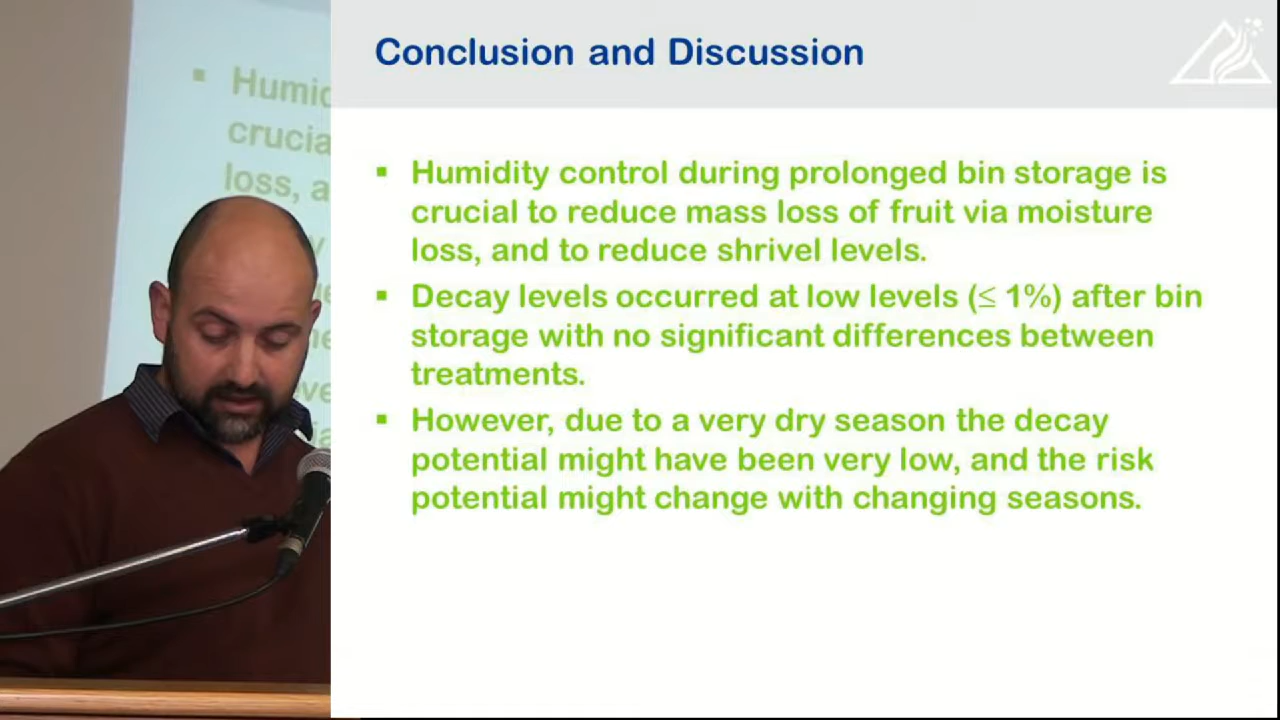 Conclusion and Discussion
▪ Humidity control during prolonged bin storage is
crucial to reduce mass loss of fruit via moisture
loss, and to reduce shrivel levels.
▪ Decay levels occurred at low levels (≤ 1%) after bin
storage with no significant differences between
treatments.
▪ However, due to a very dry season the decay
potential might have been very low, and the risk
potential might change with changing seasons.
▪
crucia
loss, a